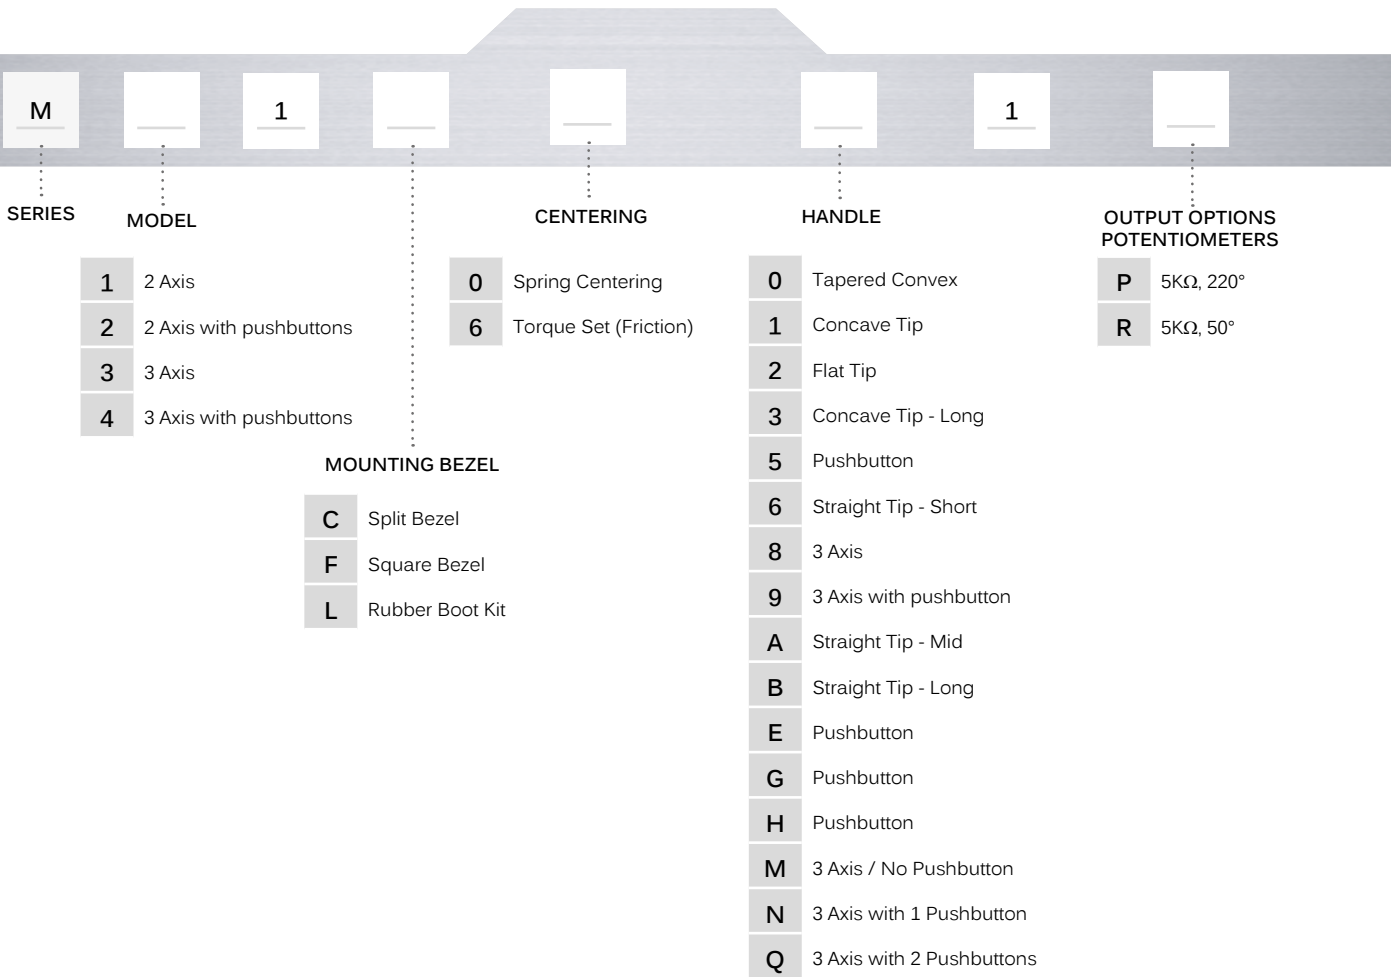 M 1 1
SERIES
MODEL
1 2 Axis
2 2 Axis with pushbuttons
3 3 Axis
4 3 Axis with pushbuttons
MOUNTING BEZEL
C Split Bezel
F Square Bezel
L Rubber Boot Kit
CENTERING
0 Spring Centering
6 Torque Set (Friction)
HANDLE
0 Tapered Convex
1 Concave Tip
2 Flat Tip
3 Concave Tip - Long
5 Pushbutton
6 Straight Tip - Short
8 3 Axis
9 3 Axis with pushbutton
A Straight Tip - Mid
B Straight Tip - Long
E Pushbutton
G Pushbutton
H Pushbutton
M 3 Axis / No Pushbutton
N 3 Axis with 1 Pushbutton
Q 3 Axis with 2 Pushbuttons
OUTPUT OPTIONS
POTENTIOMETERS
P 5KΩ, 220°
R 5KΩ, 50°